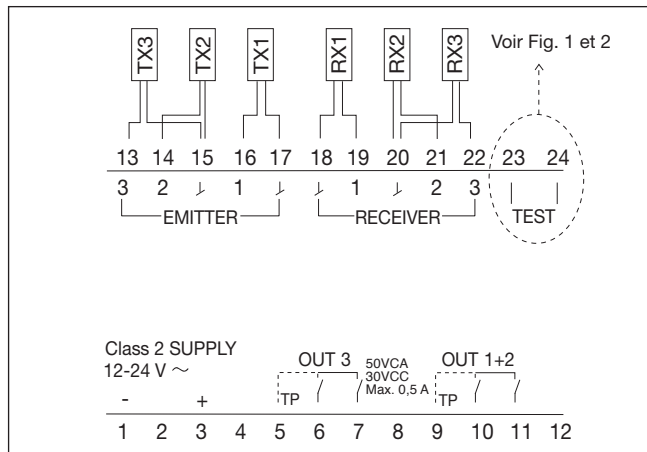 TX3 TX2 TX1 RX1 RX2 RX3 Voir Fig. 1 et 2
13 14 15 16 17 18 19 20 21 22 23 24
3 2 1 1 2 3
EMITTER RECEIVER TEST
Class 2 SUPPLY
12-24 V ~
OUT 3
50VCA
30VCC
Max. 0,5 A
OUT 1+2
- + TP TP
1 2 3 4 5 6 7 8 9 10 11 12